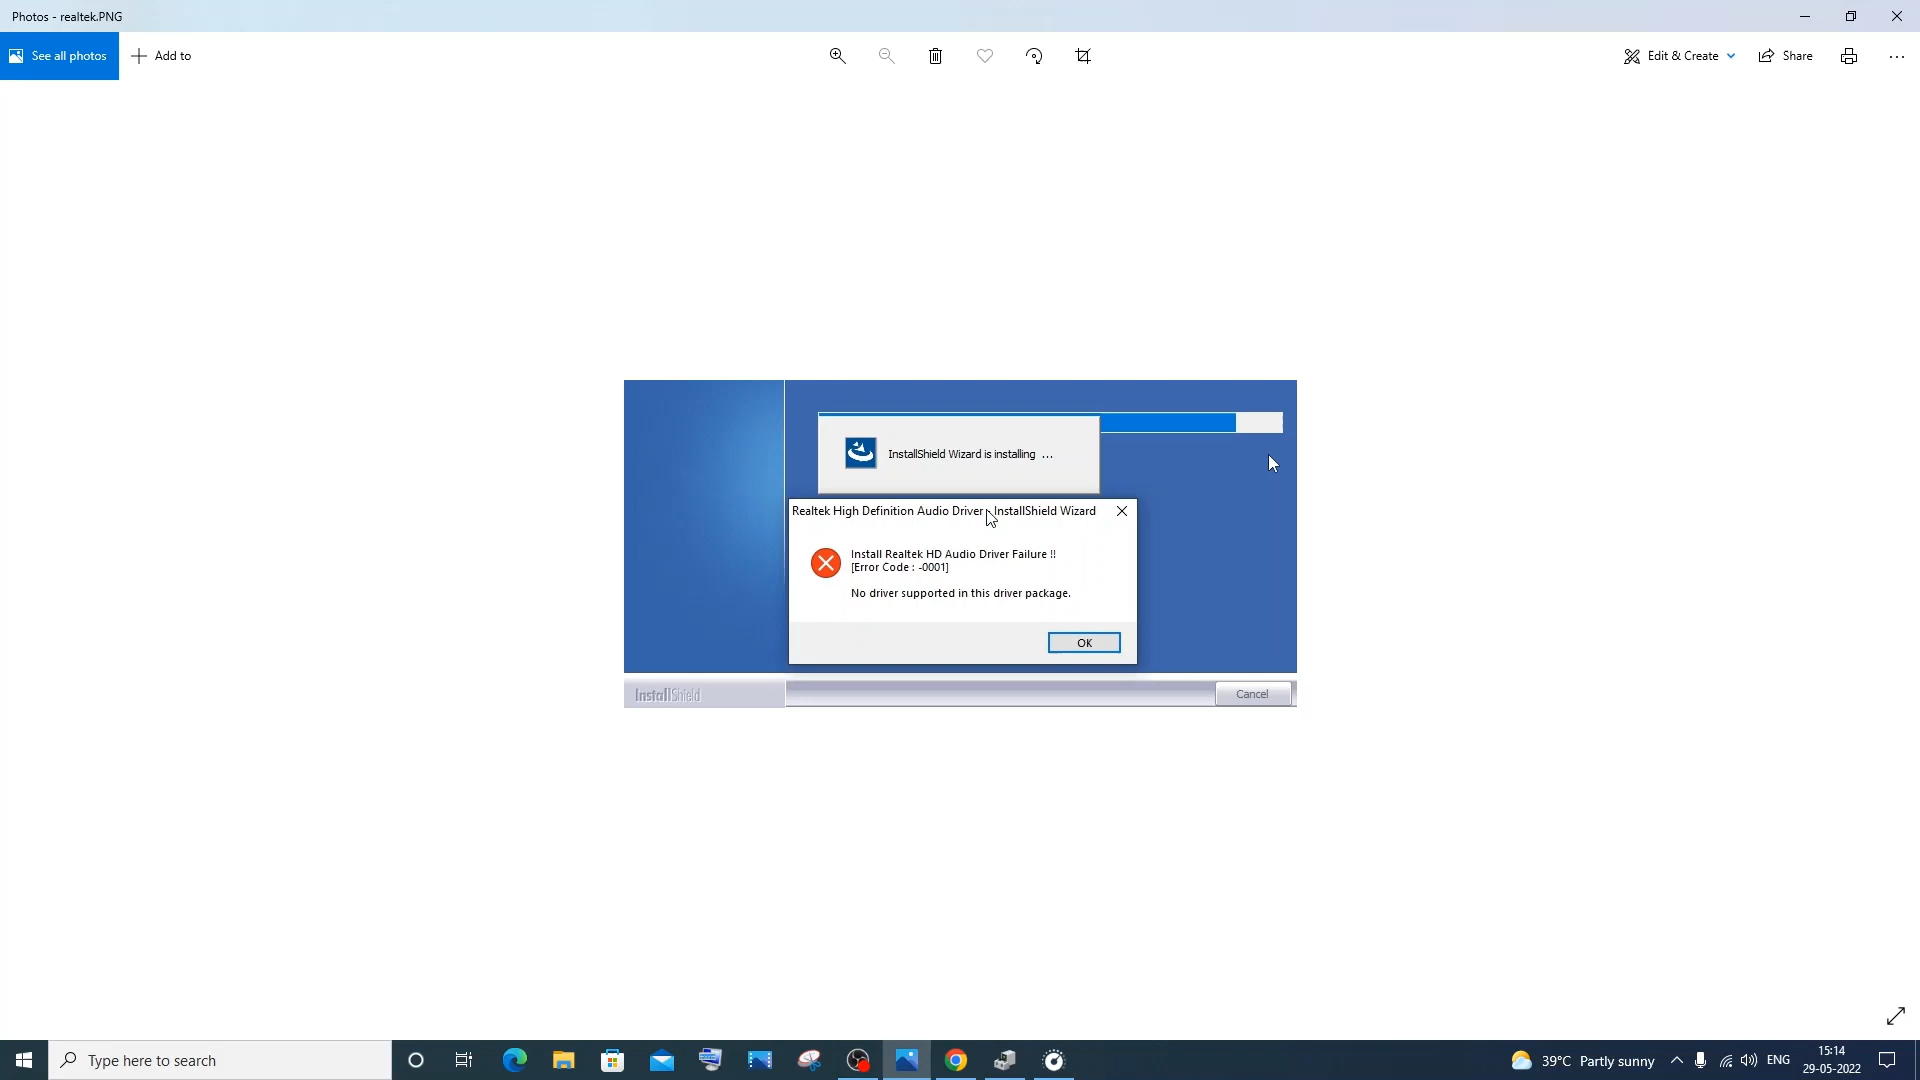 Photos - realtek.PNG
See all photos
Add to
Edit & Create
Share
InstallShield Wizard is installing ...
Realtek High Definition Audio Driver - InstallShield Wizard
Install Realtek HD Audio Driver Failure !!
[Error Code : -0001]
No driver supported in this driver package.
OK
InstallShield
Cancel
Type here to search
39°C Partly sunny
ENG
15:14
29-05-2022